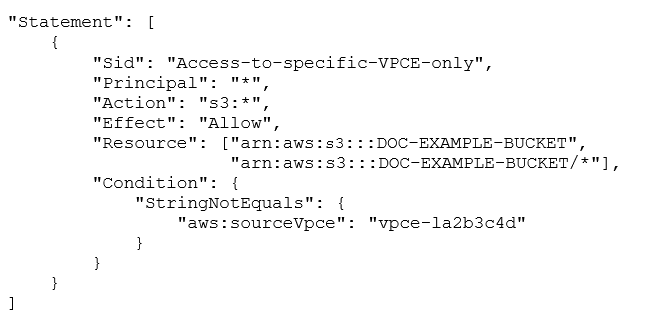 "Statement": [
    {
        "Sid": "Access-to-specific-VPCE-only",
        "Principal": "*",
        "Action": "s3:*",
        "Effect": "Allow",
        "Resource": ["arn:aws:s3:::DOC-EXAMPLE-BUCKET",
                     "arn:aws:s3:::DOC-EXAMPLE-BUCKET/*"],
        "Condition": {
            "StringNotEquals": {
                "aws:sourceVpce": "vpce-1a2b3c4d"
            }
        }
    }
]